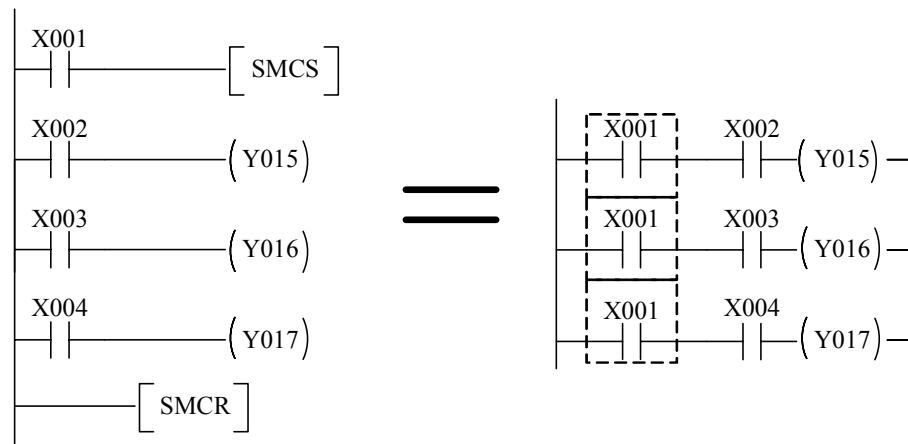 X001
SMCS
X002
Y015
X003
Y016
X004
Y017
SMCR
X001 X002
Y015
X001 X003
Y016
X001 X004
Y017